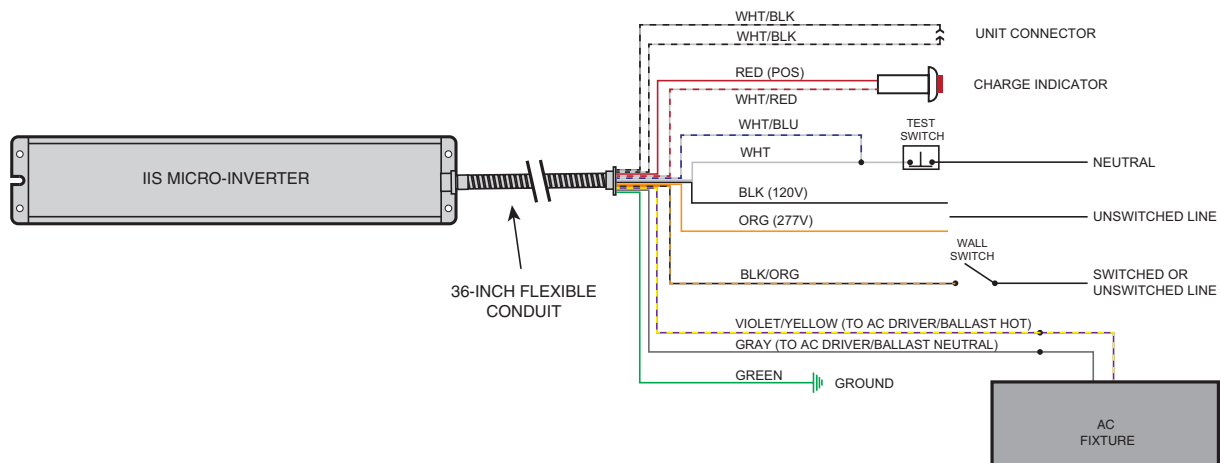 WHT/BLK
WHT/BLK
UNIT CONNECTOR
RED (POS)
CHARGE INDICATOR
WHT/RED
WHT/BLU
TEST
SWITCH
WHT
NEUTRAL
IIS MICRO-INVERTER
BLK (120V)
UNSWITCHED LINE
ORG (277V)
WALL
SWITCH
BLK/ORG
SWITCHED OR
UNSWITCHED LINE
36-INCH FLEXIBLE
CONDUIT
VIOLET/YELLOW (TO AC DRIVER/BALLAST HOT)
GRAY (TO AC DRIVER/BALLAST NEUTRAL)
GREEN
GROUND
AC
FIXTURE